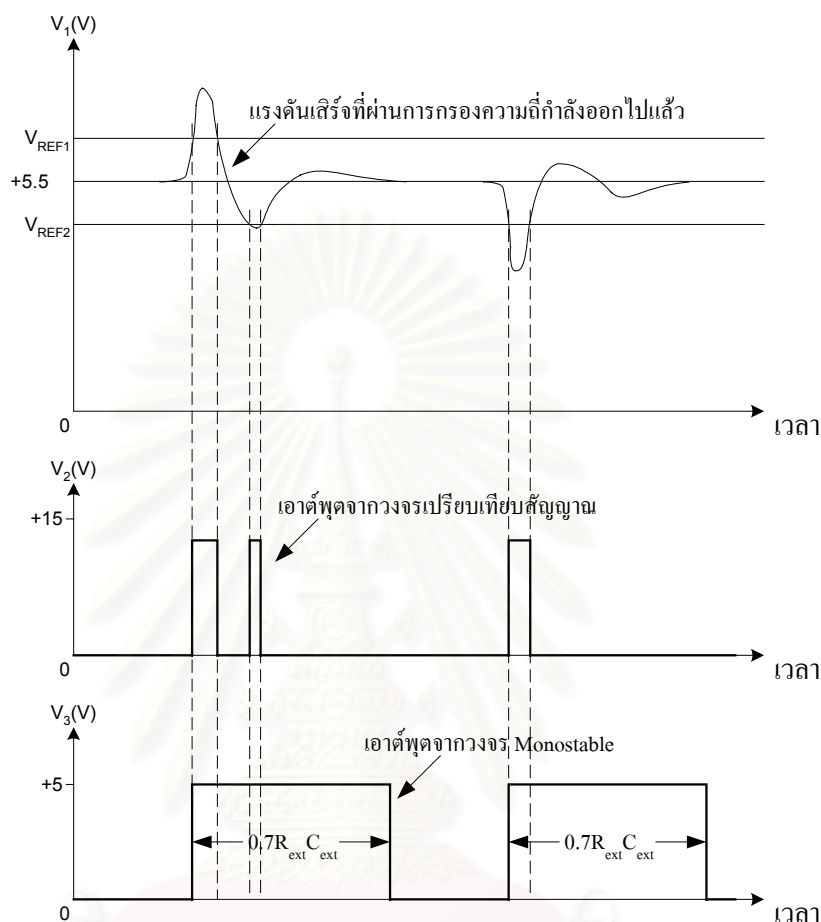 V1(V)
แรงดันเสิร์จที่ผ่านการกรองความถี่กำลังออกไปแล้ว
VREF1
+5.5
VREF2
0
เวลา
V2(V)
+15
เอาต์พุตจากวงจรเปรียบเทียบสัญญาณ
0
เวลา
V3(V)
เอาต์พุตจากวงจร Monostable
+5
0.7RextCext
0.7RextCext
0
เวลา